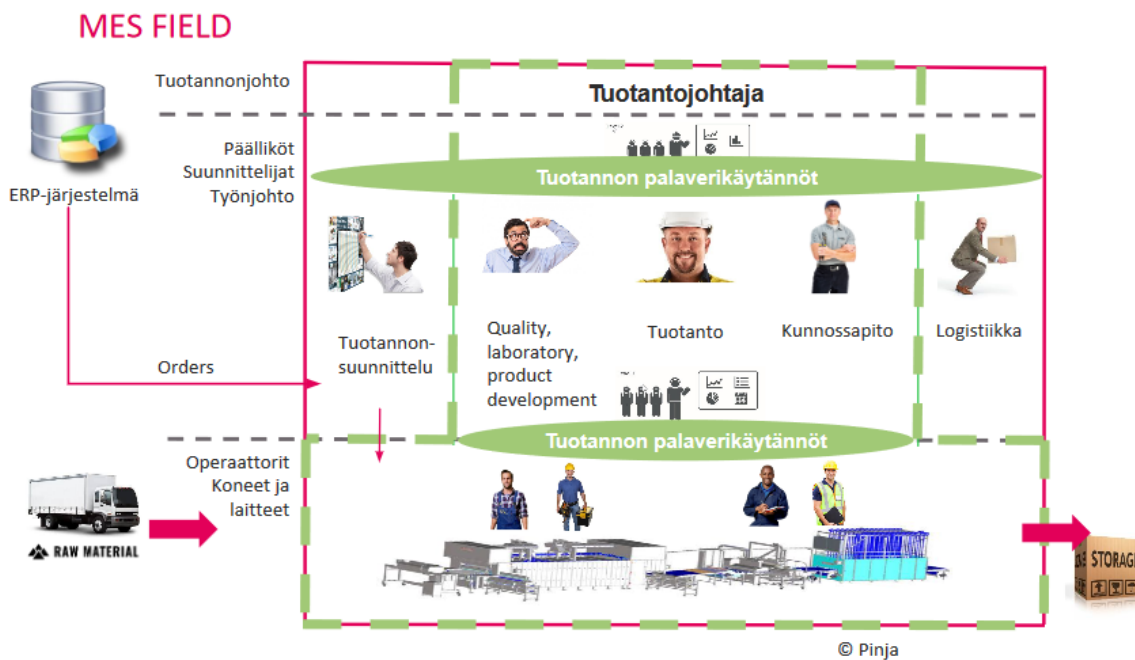 MES FIELD
Tuotannonjohto
Tuotantojohtaja
Päälliköt
Suunnittelijat
Työnjohto
ERP-järjestelmä
Tuotannon palaverikäytännöt
Tuotannon-
suunnittelu
Quality,
laboratory,
product
development
Tuotanto
Kunnossapito
Logistiikka
Orders
Tuotannon palaverikäytännöt
Operaattorit
Koneet ja
laitteet
RAW MATERIAL
STORAGE
© Pinja